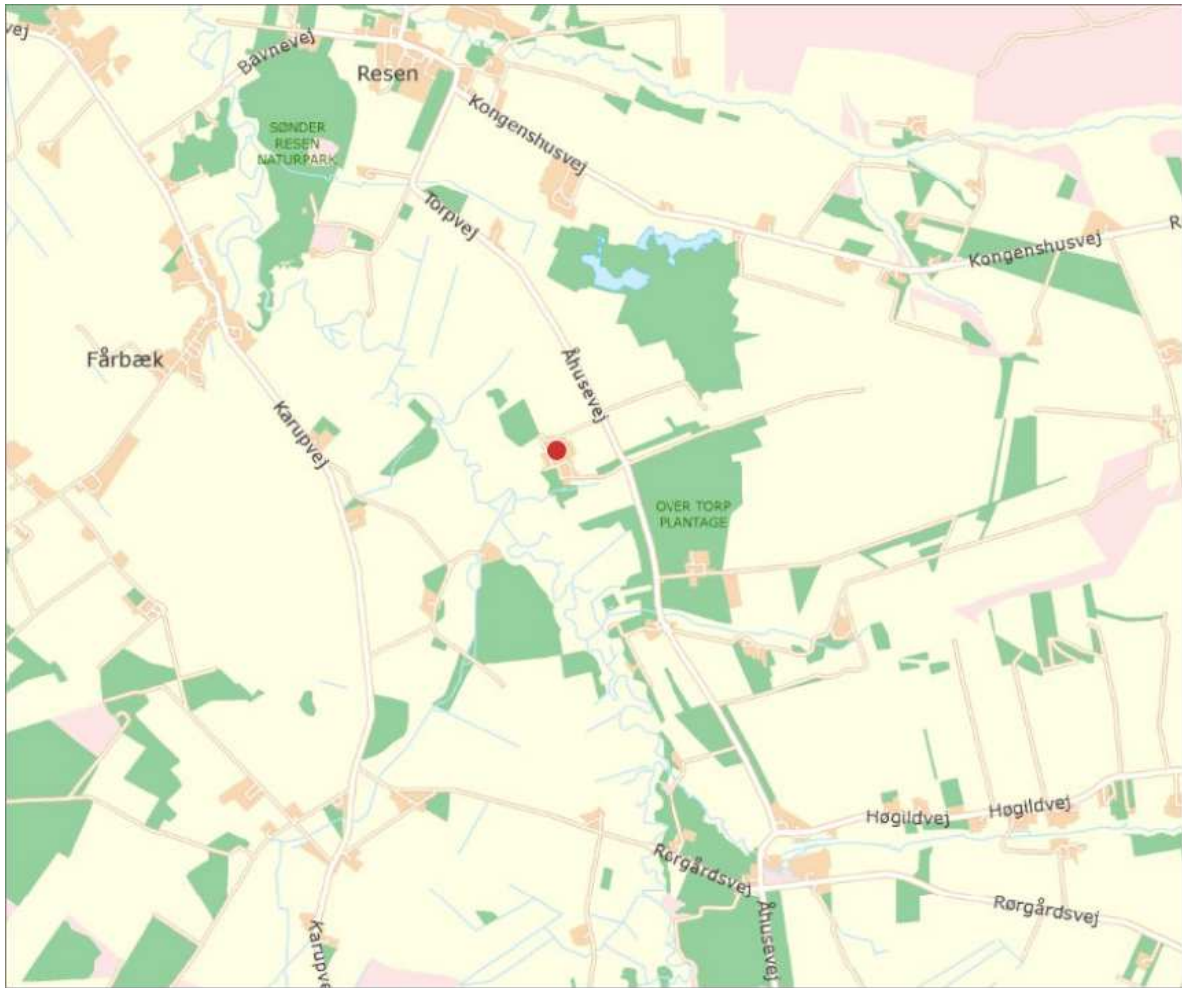 vej
Bavnevej
Resen
Kongenshusvej
SØNDER
RESEN
NATURPARK
Torpvej
Kongenshusvej
R
Fårbæk
Åhusevej
Karupvej
OVER TORP
PLANTAGE
Høgildvej
Høgildvej
Rørgårdsvej
Rørgårdsvej
Åhusevej
Karupvej